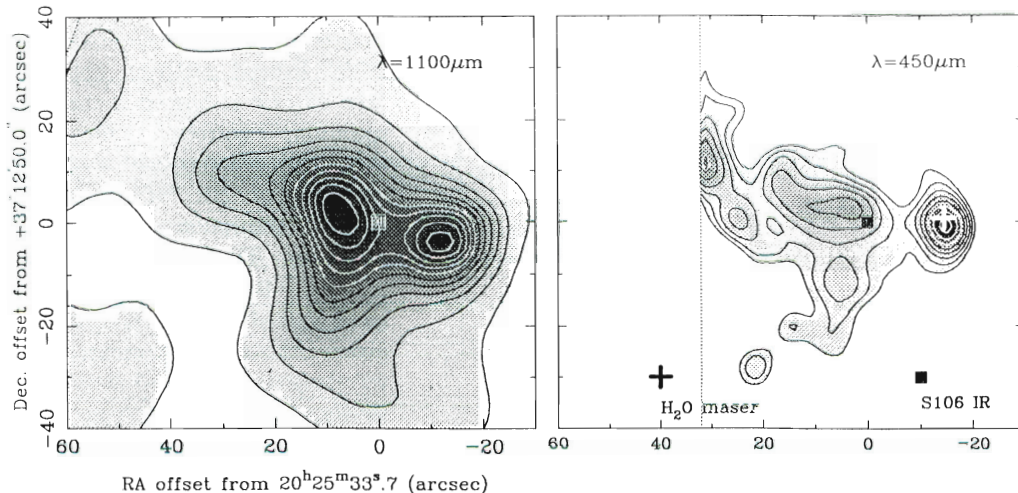 λ=1100μm
λ=450μm
Dec. offset from +37°12'50.0" (arcsec)
40
20
0
−20
−40
H₂O maser
S106 IR
60 40 20 0 −20
60 40 20 0 −20
RA offset from 20ʰ25ᵐ33ˢ.7 (arcsec)